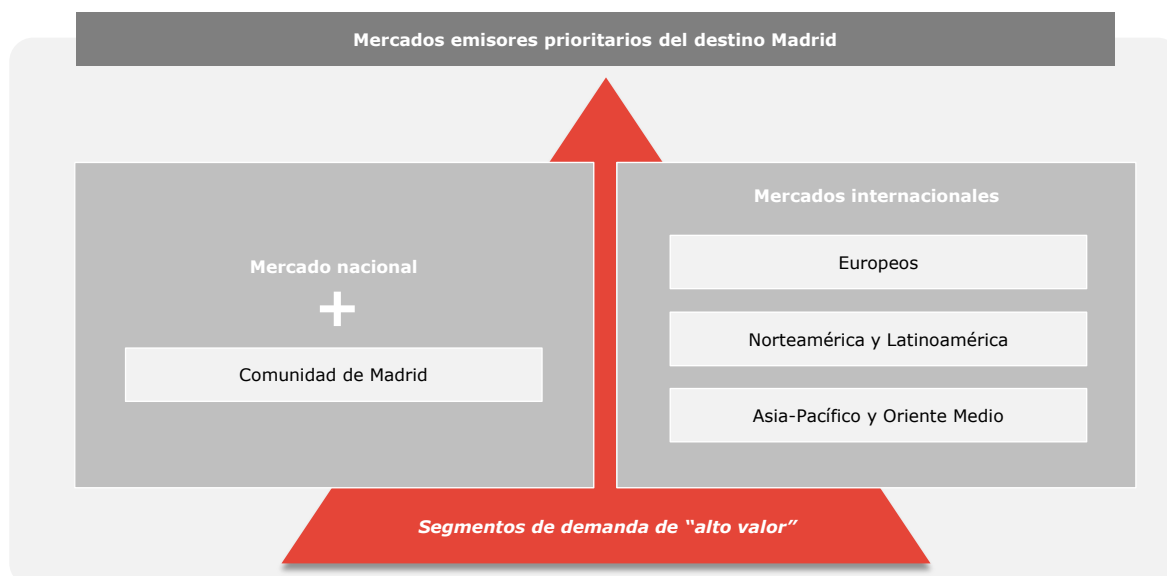 Mercados emisores prioritarios del destino Madrid
Mercado nacional
+
Comunidad de Madrid
Mercados internacionales
Europeos
Norteamérica y Latinoamérica
Asia-Pacífico y Oriente Medio
Segmentos de demanda de “alto valor”